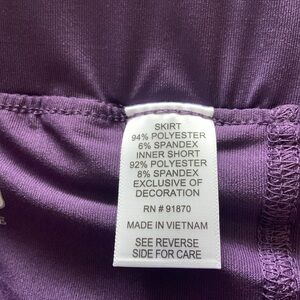 SKIRT
94% POLYESTER
6% SPANDEX
INNER SHORT
92% POLYESTER
8% SPANDEX
EXCLUSIVE OF
DECORATION
RN # 91870
MADE IN VIETNAM
SEE REVERSE
SIDE FOR CARE